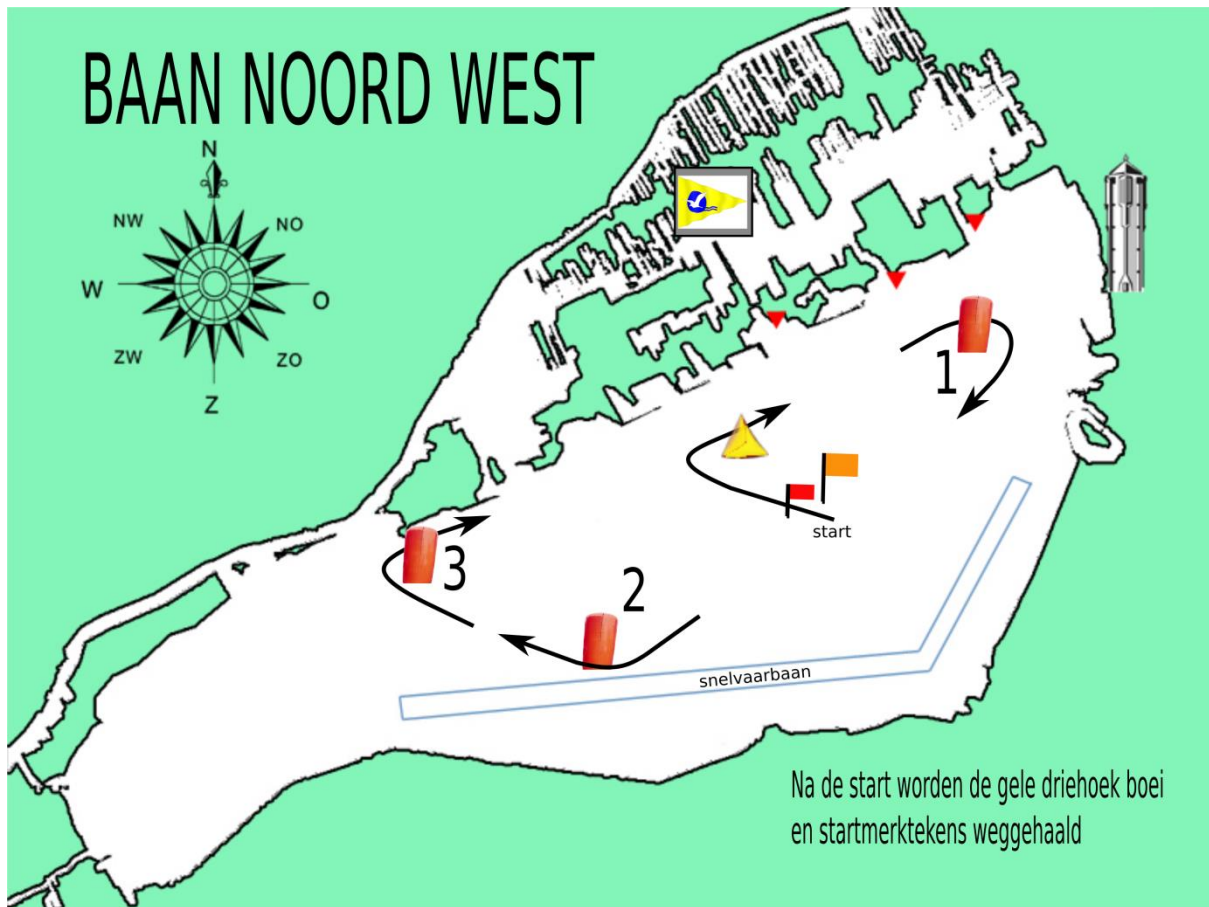 BAAN NOORD WEST
N
NW
NO
W
O
ZW
ZO
Z
1
start
3
2
snelvaarbaan
Na de start worden de gele driehoek boei
en startmerktekens weggehaald